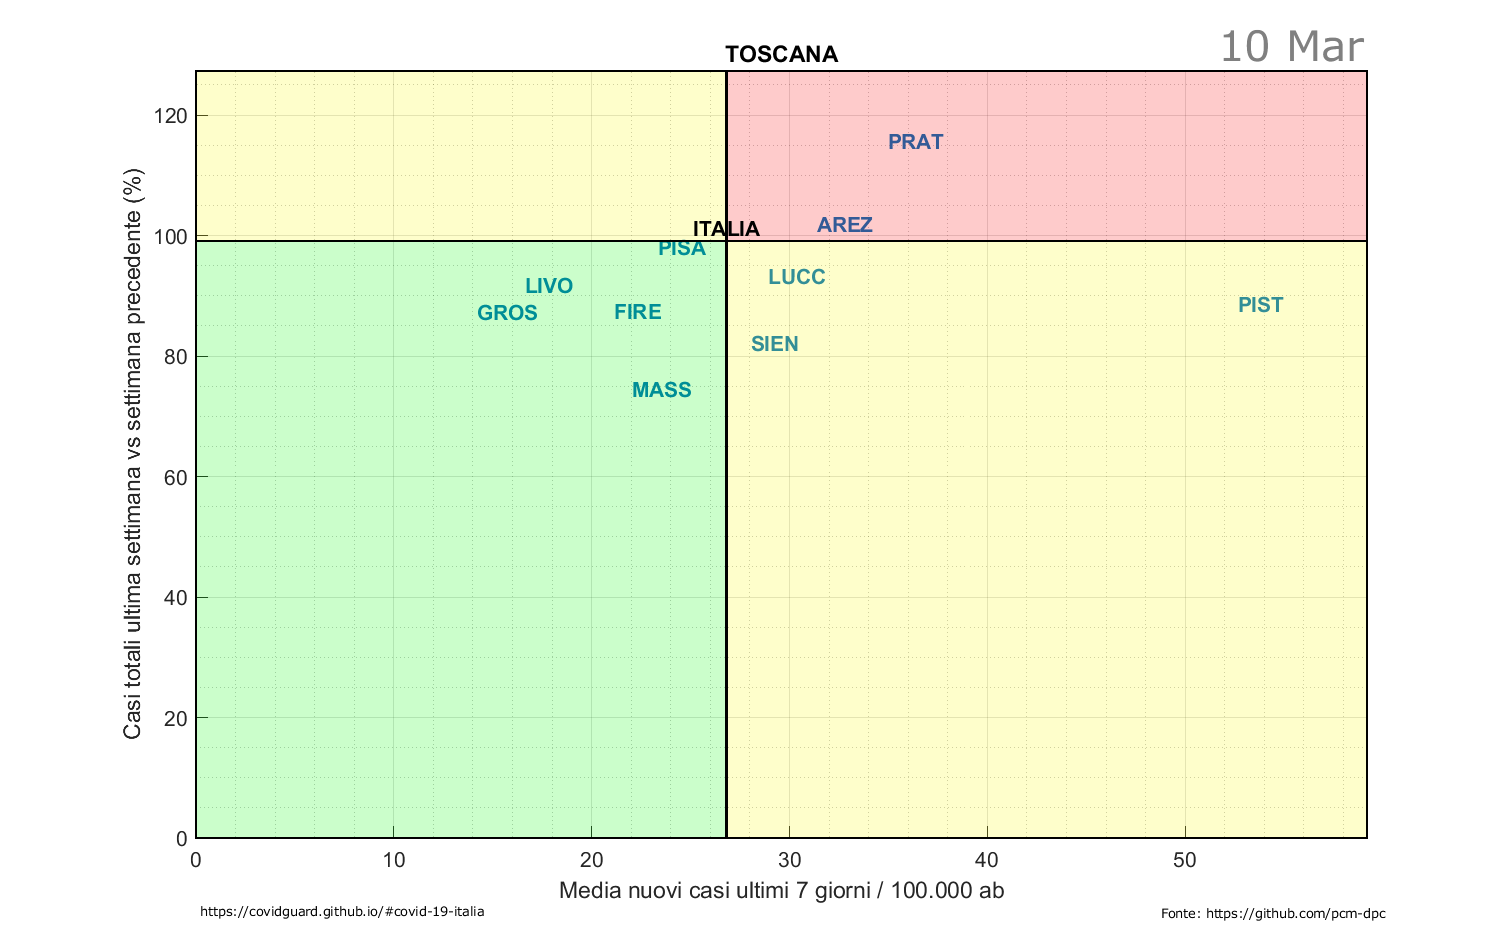 TOSCANA
10 Mar
Casi totali ultima settimana vs settimana precedente (%)
120
100
80
60
40
20
0
PRAT
AREZ
ITALIA
PISA
LUCC
LIVO
PIST
GROS
FIRE
SIEN
MASS
0 10 20 30 40 50
Media nuovi casi ultimi 7 giorni / 100.000 ab
https://covidguard.github.io/#covid-19-italia
Fonte: https://github.com/pcm-dpc